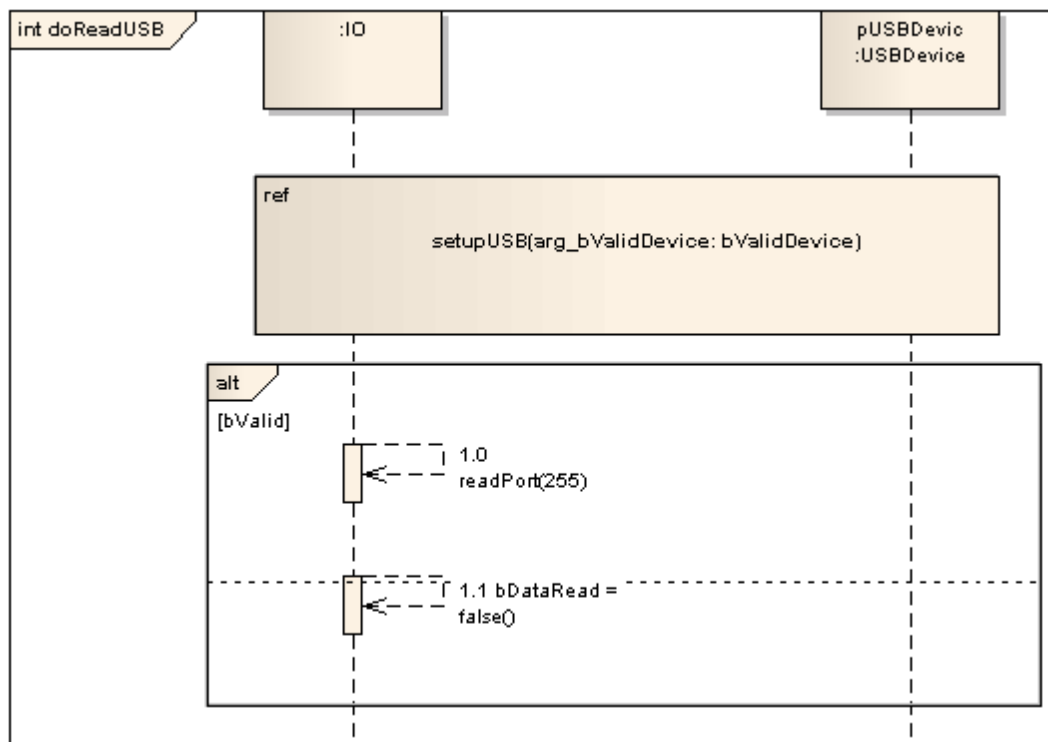 int doReadUSB
:IO
pUSBDevic
:USBDevice
ref
setupUSB(arg_bValidDevice: bValidDevice)
alt
[bValid]
1.0
readPort(255)
1.1 bDataRead =
false()